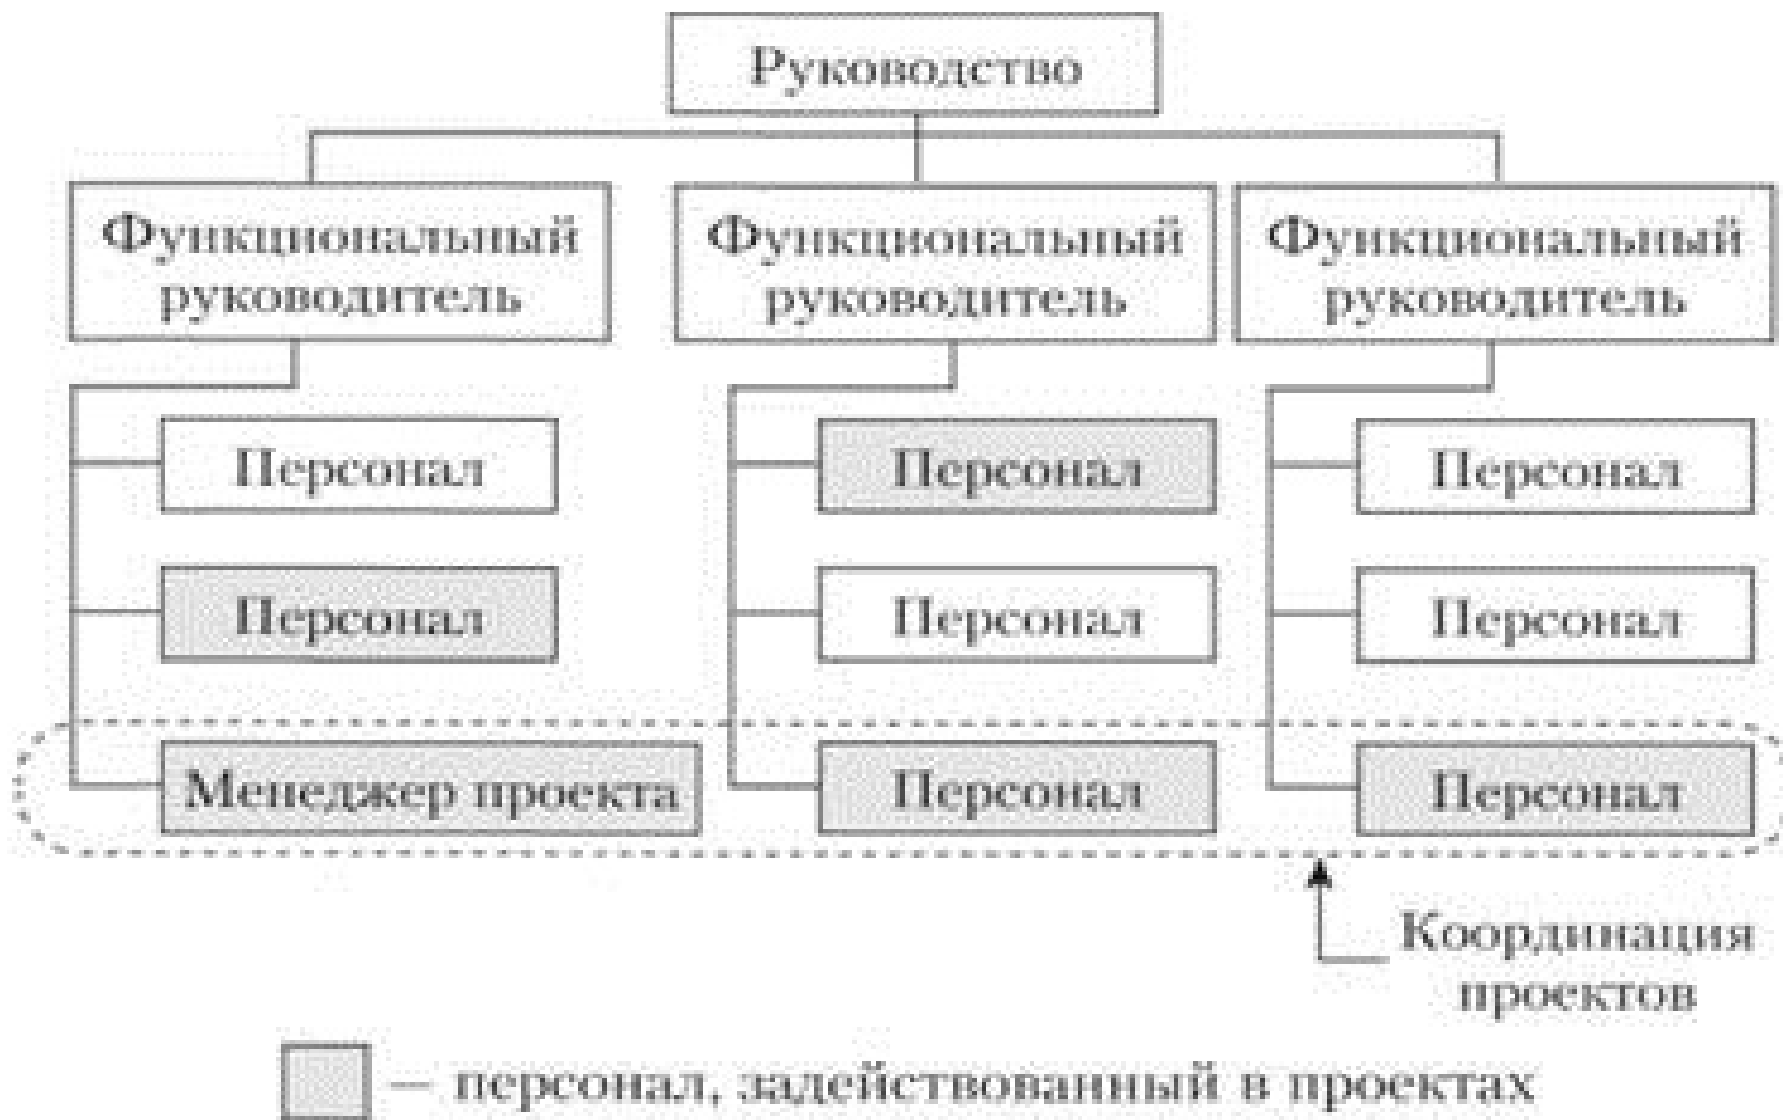 Руководство
Функциональный
руководитель
Функциональный
руководитель
Функциональный
руководитель
Персонал
Персонал
Персонал
Персонал
Персонал
Персонал
Менеджер проекта
Персонал
Персонал
Координация
проектов
— персонал, задействованный в проектах